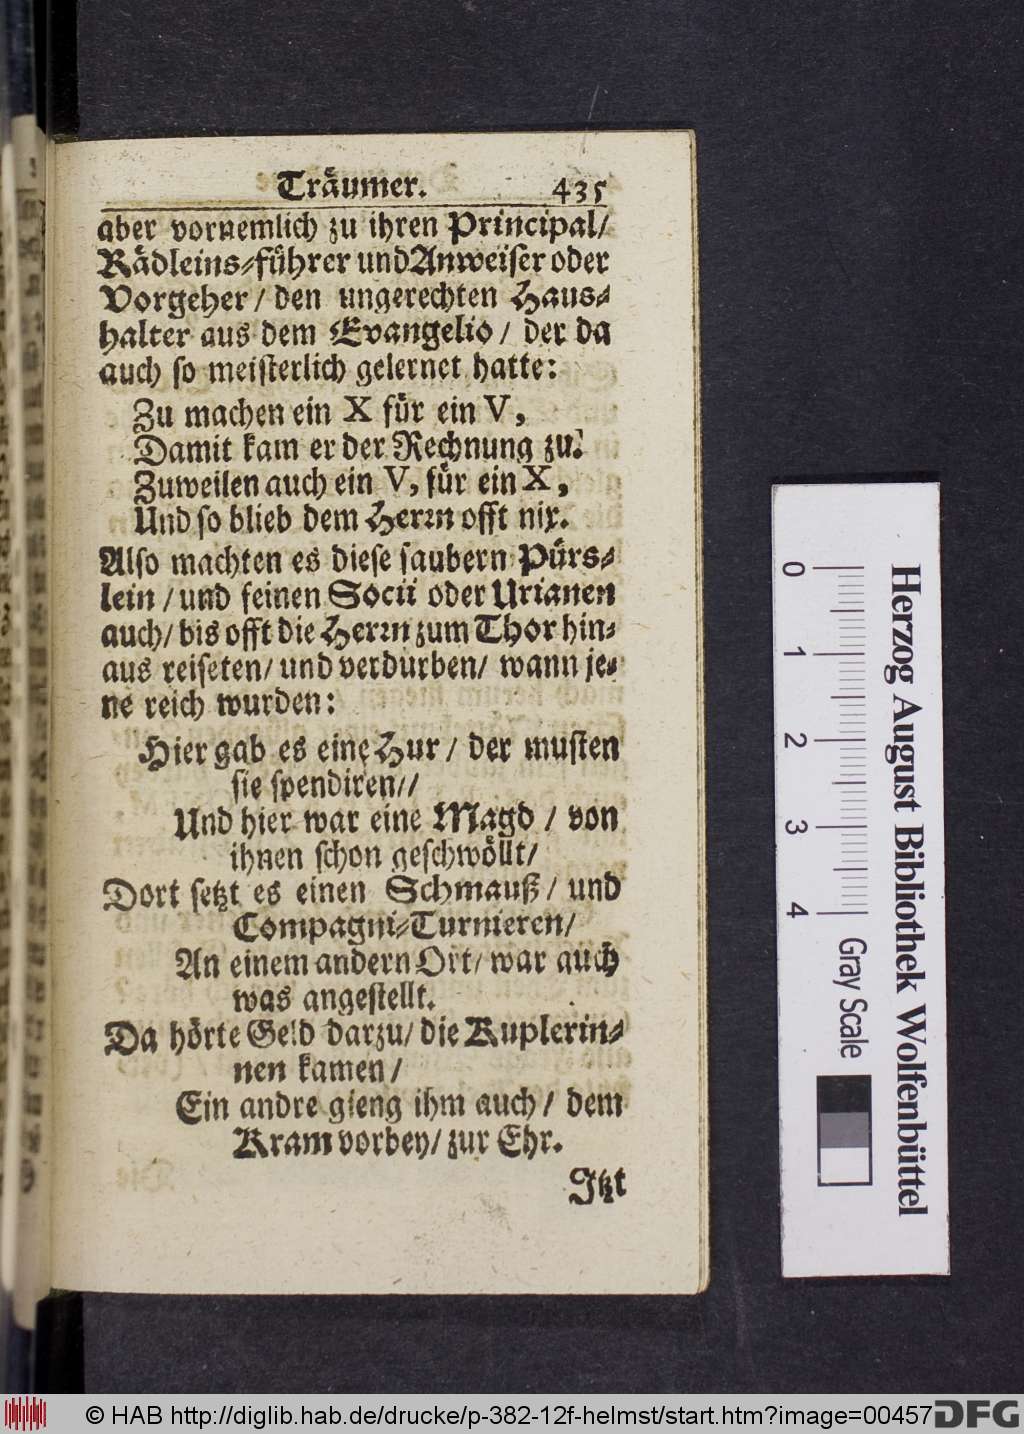 Träumer. 435
aber vornemlich zu ihren Principal/
Rädleins-führer und Anweiser oder
Vorgeher / den ungerechten Haus-
halter aus dem Evangelio / der da
auch so meisterlich gelernet hatte:
Zu machen ein X für ein V,
Damit kam er der Rechnung zu.
Zuweilen auch ein V, für ein X,
Und so blieb dem Herrn offt nix.
Also machten es diese saubern Pürs-
lein / und feinen Socii oder Urianen
auch / bis offt die Herrn zum Thor hin-
aus reiseten / und verdurben / wann je-
ne reich wurden:
Hier gab es eine Hur / der musten
sie spendiren //
Und hier war eine Magd / von
ihnen schon geschwöllt /
Dort setzt es einen Schmauß / und
Compagni-Turnieren /
An einem andern Ort / war auch
was angestellt.
Da hörte Geld darzu / die Kuplerin-
nen kamen /
Ein andre gieng ihm auch / dem
Kram vorbey / zur Ehr.
Jtzt
Herzog August Bibliothek Wolfenbüttel
0 1 2 3 4
Gray Scale
© HAB http://diglib.hab.de/drucke/p-382-12f-helmst/start.htm?image=00457
DFG